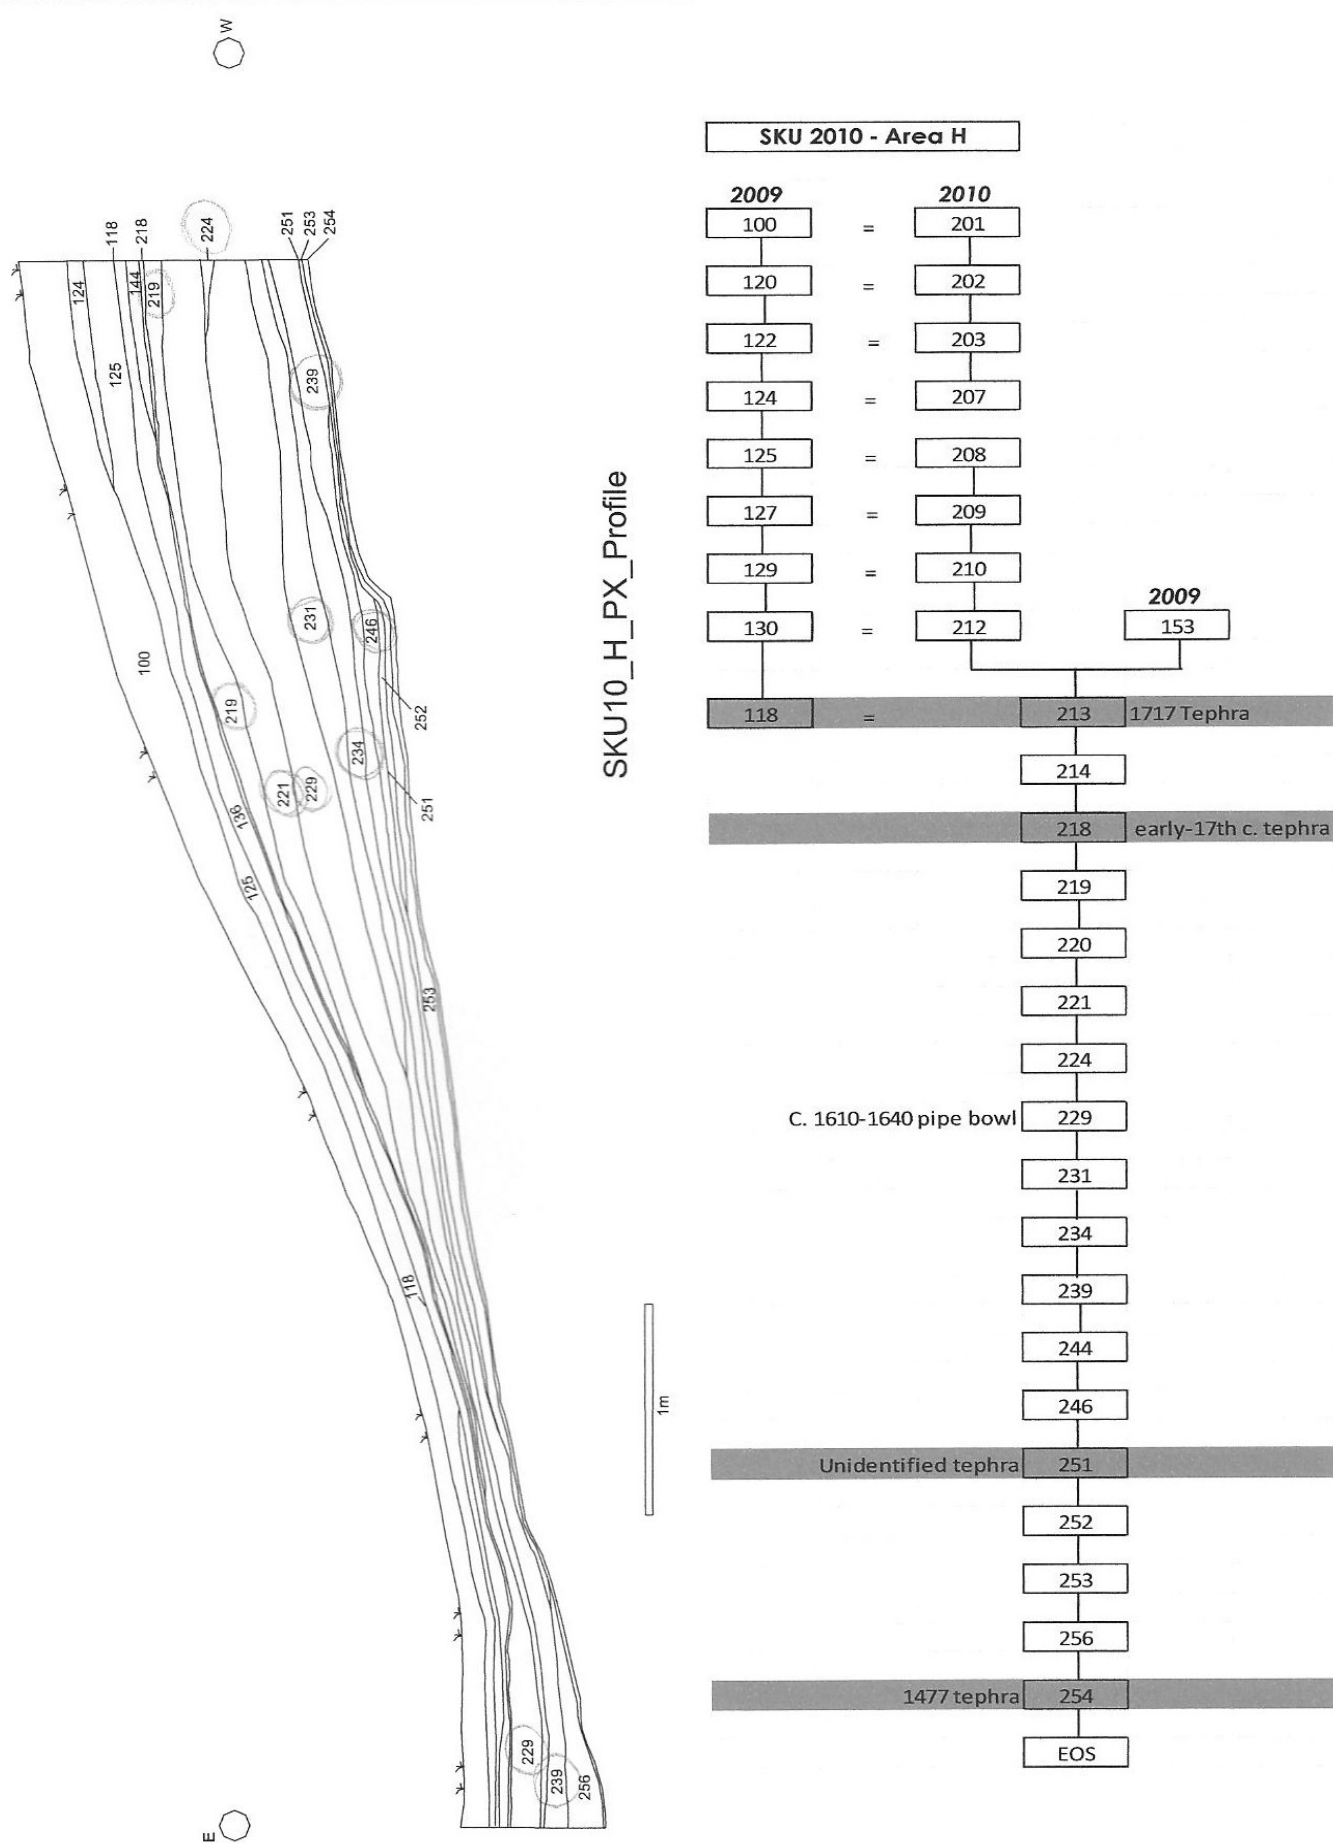 W
118
218
224
251
253
254
124
144
219
125
239
100
231
246
219
252
234
221
229
251
136
125
253
118
229
239
256
E
SKU10_H_PX_Profile
1m
SKU 2010 - Area H
2009 2010
100 = 201
120 = 202
122 = 203
124 = 207
125 = 208
127 = 209
129 = 210
2009
130 = 212 153
118 = 213 1717 Tephra
214
218 early-17th c. tephra
219
220
221
224
C. 1610-1640 pipe bowl 229
231
234
239
244
246
Unidentified tephra 251
252
253
256
1477 tephra 254
EOS